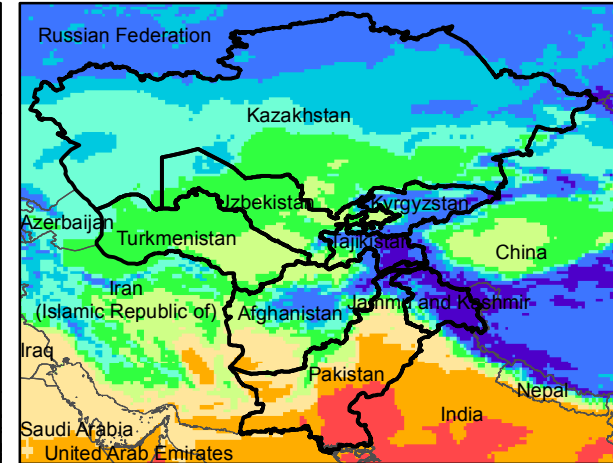 Russian Federation
Kazakhstan
Uzbekistan
Kyrgyzstan
Azerbaijan
Turkmenistan
Tajikistan
China
Iran
(Islamic Republic of)
Afghanistan
Jammu and Kashmir
Iraq
Pakistan
Nepal
India
Saudi Arabia
United Arab Emirates